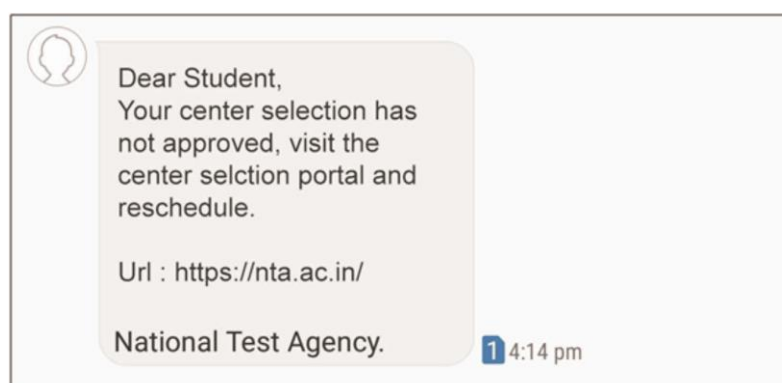 Dear Student,
Your center selection has
not approved, visit the
center selction portal and
reschedule.
Url : https://nta.ac.in/
National Test Agency.
1 4:14 pm